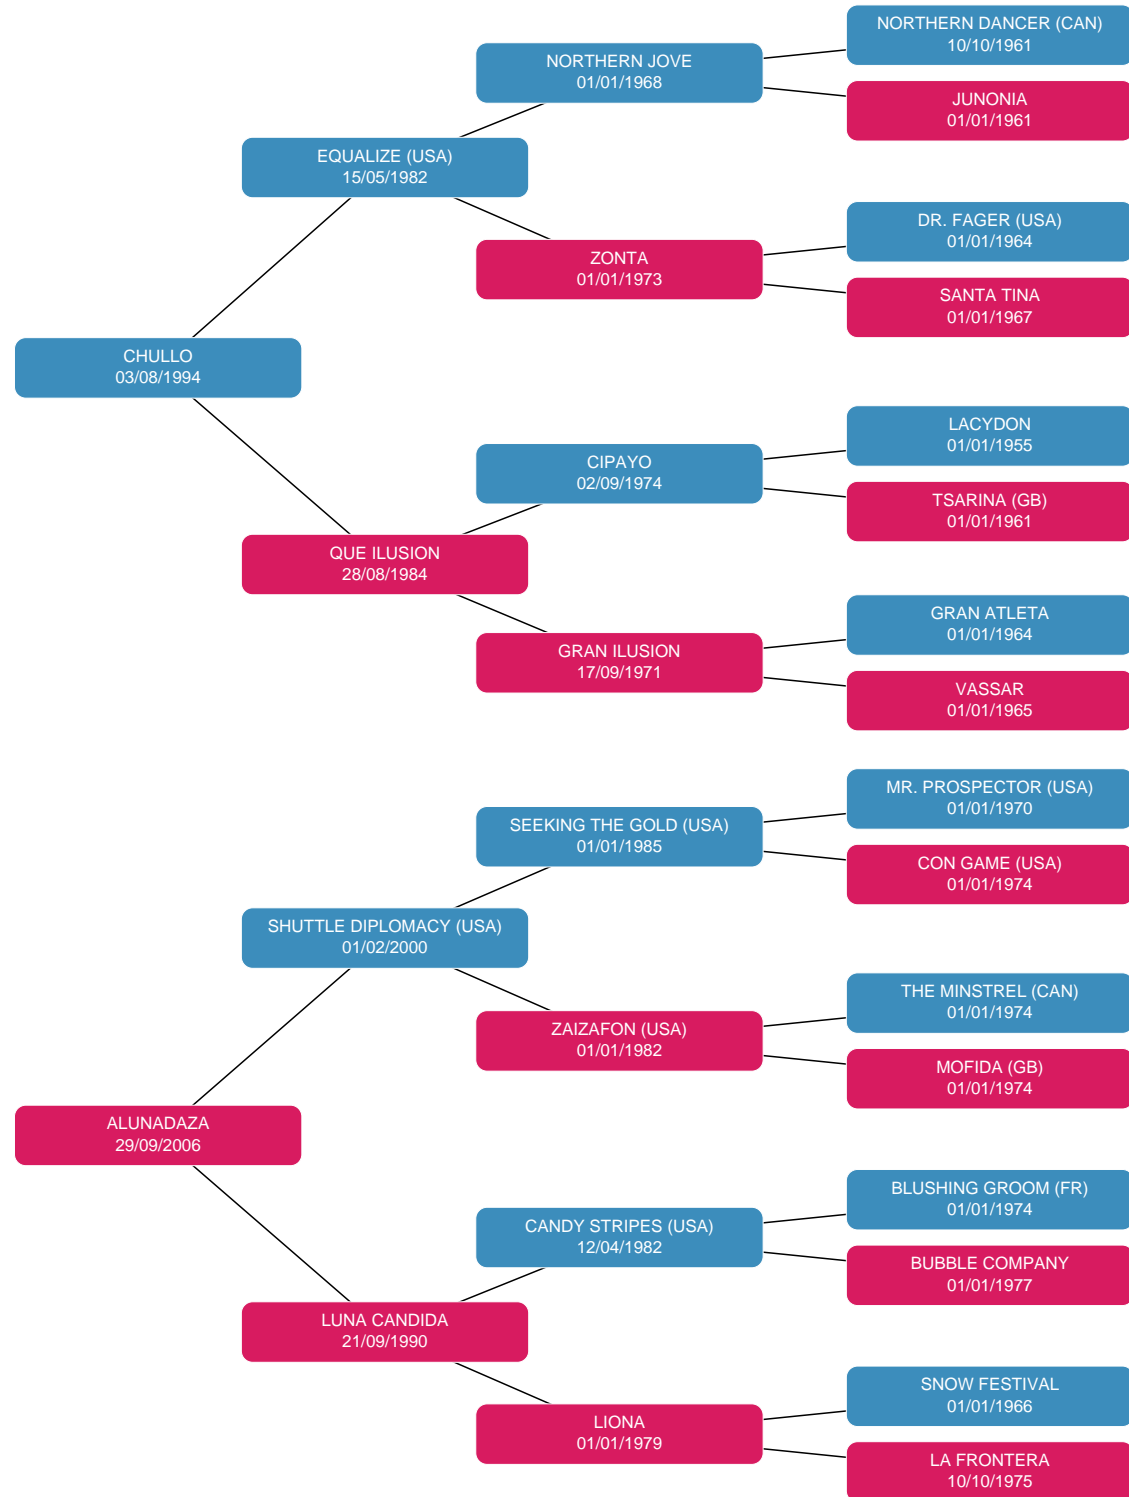 NORTHERN DANCER (CAN)
10/10/1961
NORTHERN JOVE
01/01/1968
JUNONIA
01/01/1961
EQUALIZE (USA)
15/05/1982
DR. FAGER (USA)
01/01/1964
ZONTA
01/01/1973
SANTA TINA
01/01/1967
CHULLO
03/08/1994
LACYDON
01/01/1955
CIPAYO
02/09/1974
TSARINA (GB)
01/01/1961
QUE ILUSION
28/08/1984
GRAN ATLETA
01/01/1964
GRAN ILUSION
17/09/1971
VASSAR
01/01/1965
MR. PROSPECTOR (USA)
01/01/1970
SEEKING THE GOLD (USA)
01/01/1985
CON GAME (USA)
01/01/1974
SHUTTLE DIPLOMACY (USA)
01/02/2000
THE MINSTREL (CAN)
01/01/1974
ZAIZAFON (USA)
01/01/1982
MOFIDA (GB)
01/01/1974
ALUNADAZA
29/09/2006
BLUSHING GROOM (FR)
01/01/1974
CANDY STRIPES (USA)
12/04/1982
BUBBLE COMPANY
01/01/1977
LUNA CANDIDA
21/09/1990
SNOW FESTIVAL
01/01/1966
LIONA
01/01/1979
LA FRONTERA
10/10/1975